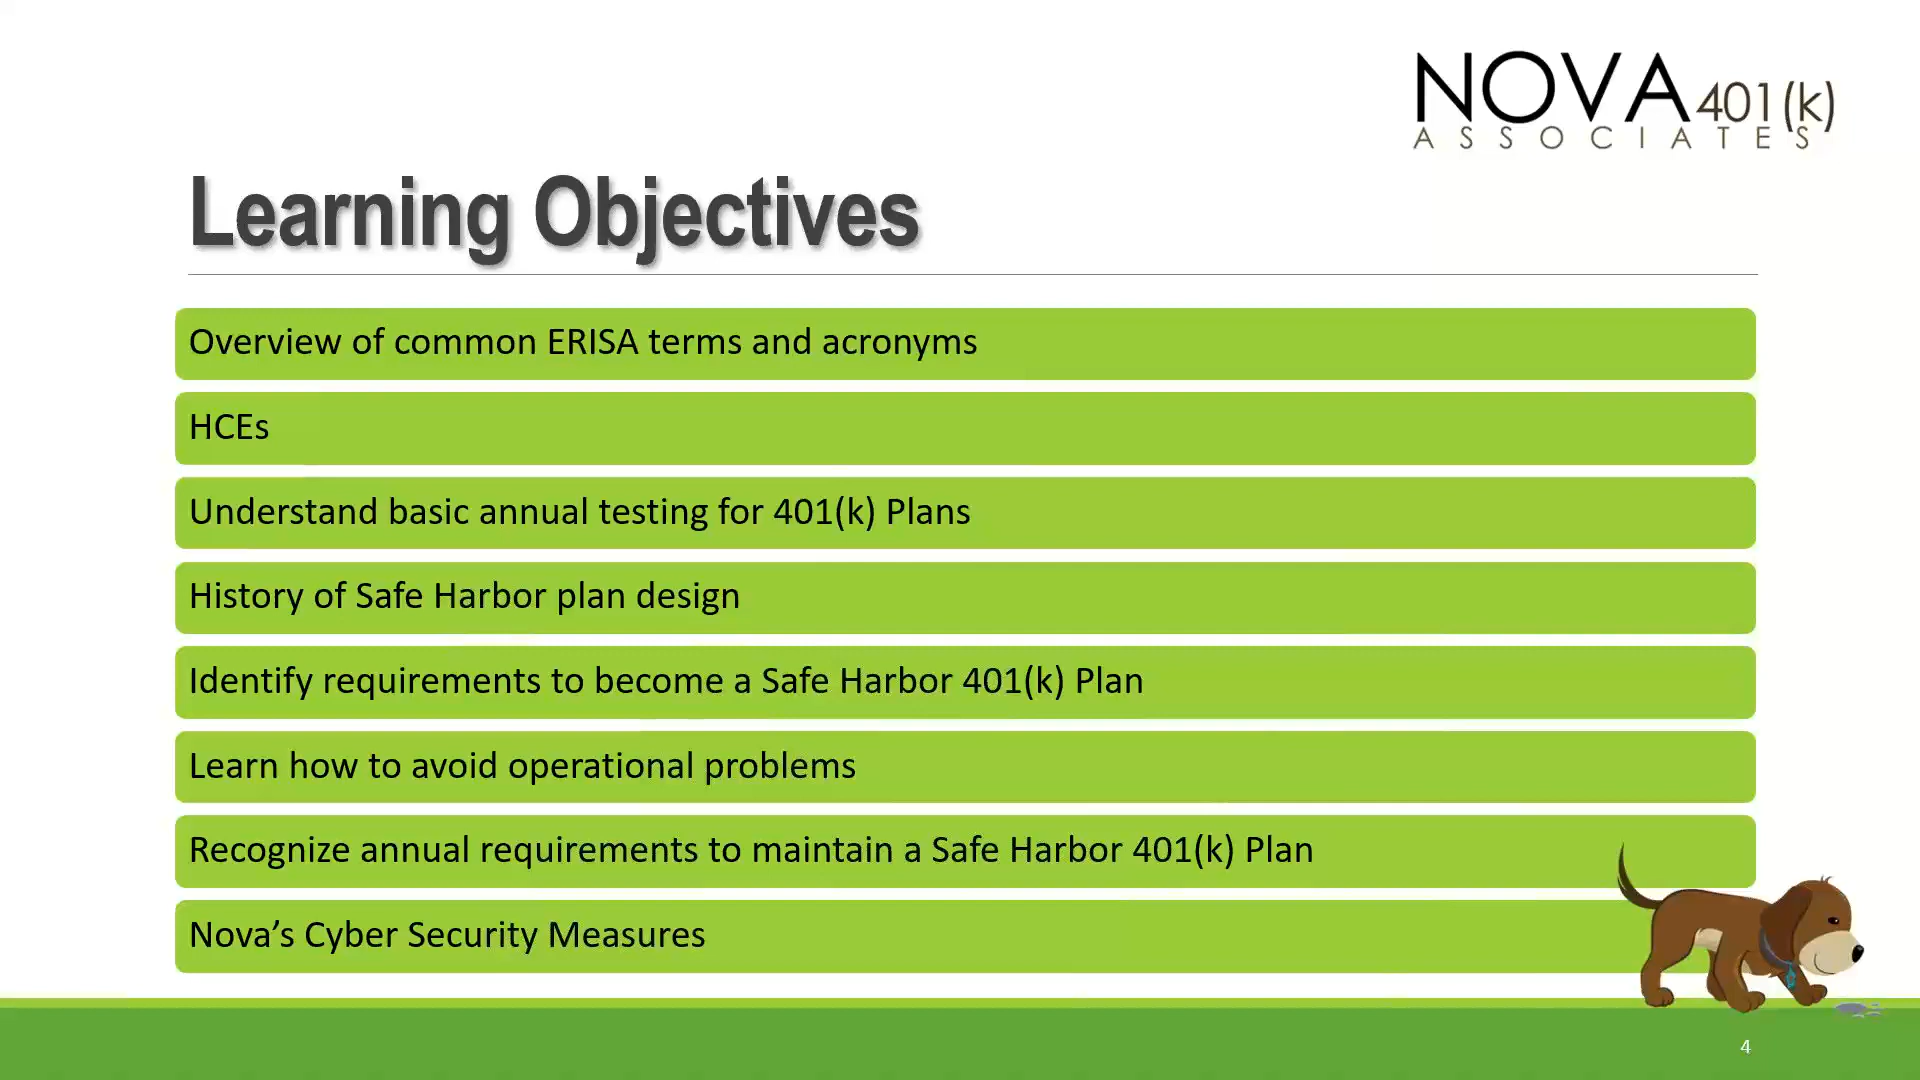 NOVA 401(k)
ASSOCIATES
Learning Objectives
Overview of common ERISA terms and acronyms
HCEs
Understand basic annual testing for 401(k) Plans
History of Safe Harbor plan design
Identify requirements to become a Safe Harbor 401(k) Plan
Learn how to avoid operational problems
Recognize annual requirements to maintain a Safe Harbor 401(k) Plan
Nova’s Cyber Security Measures
4